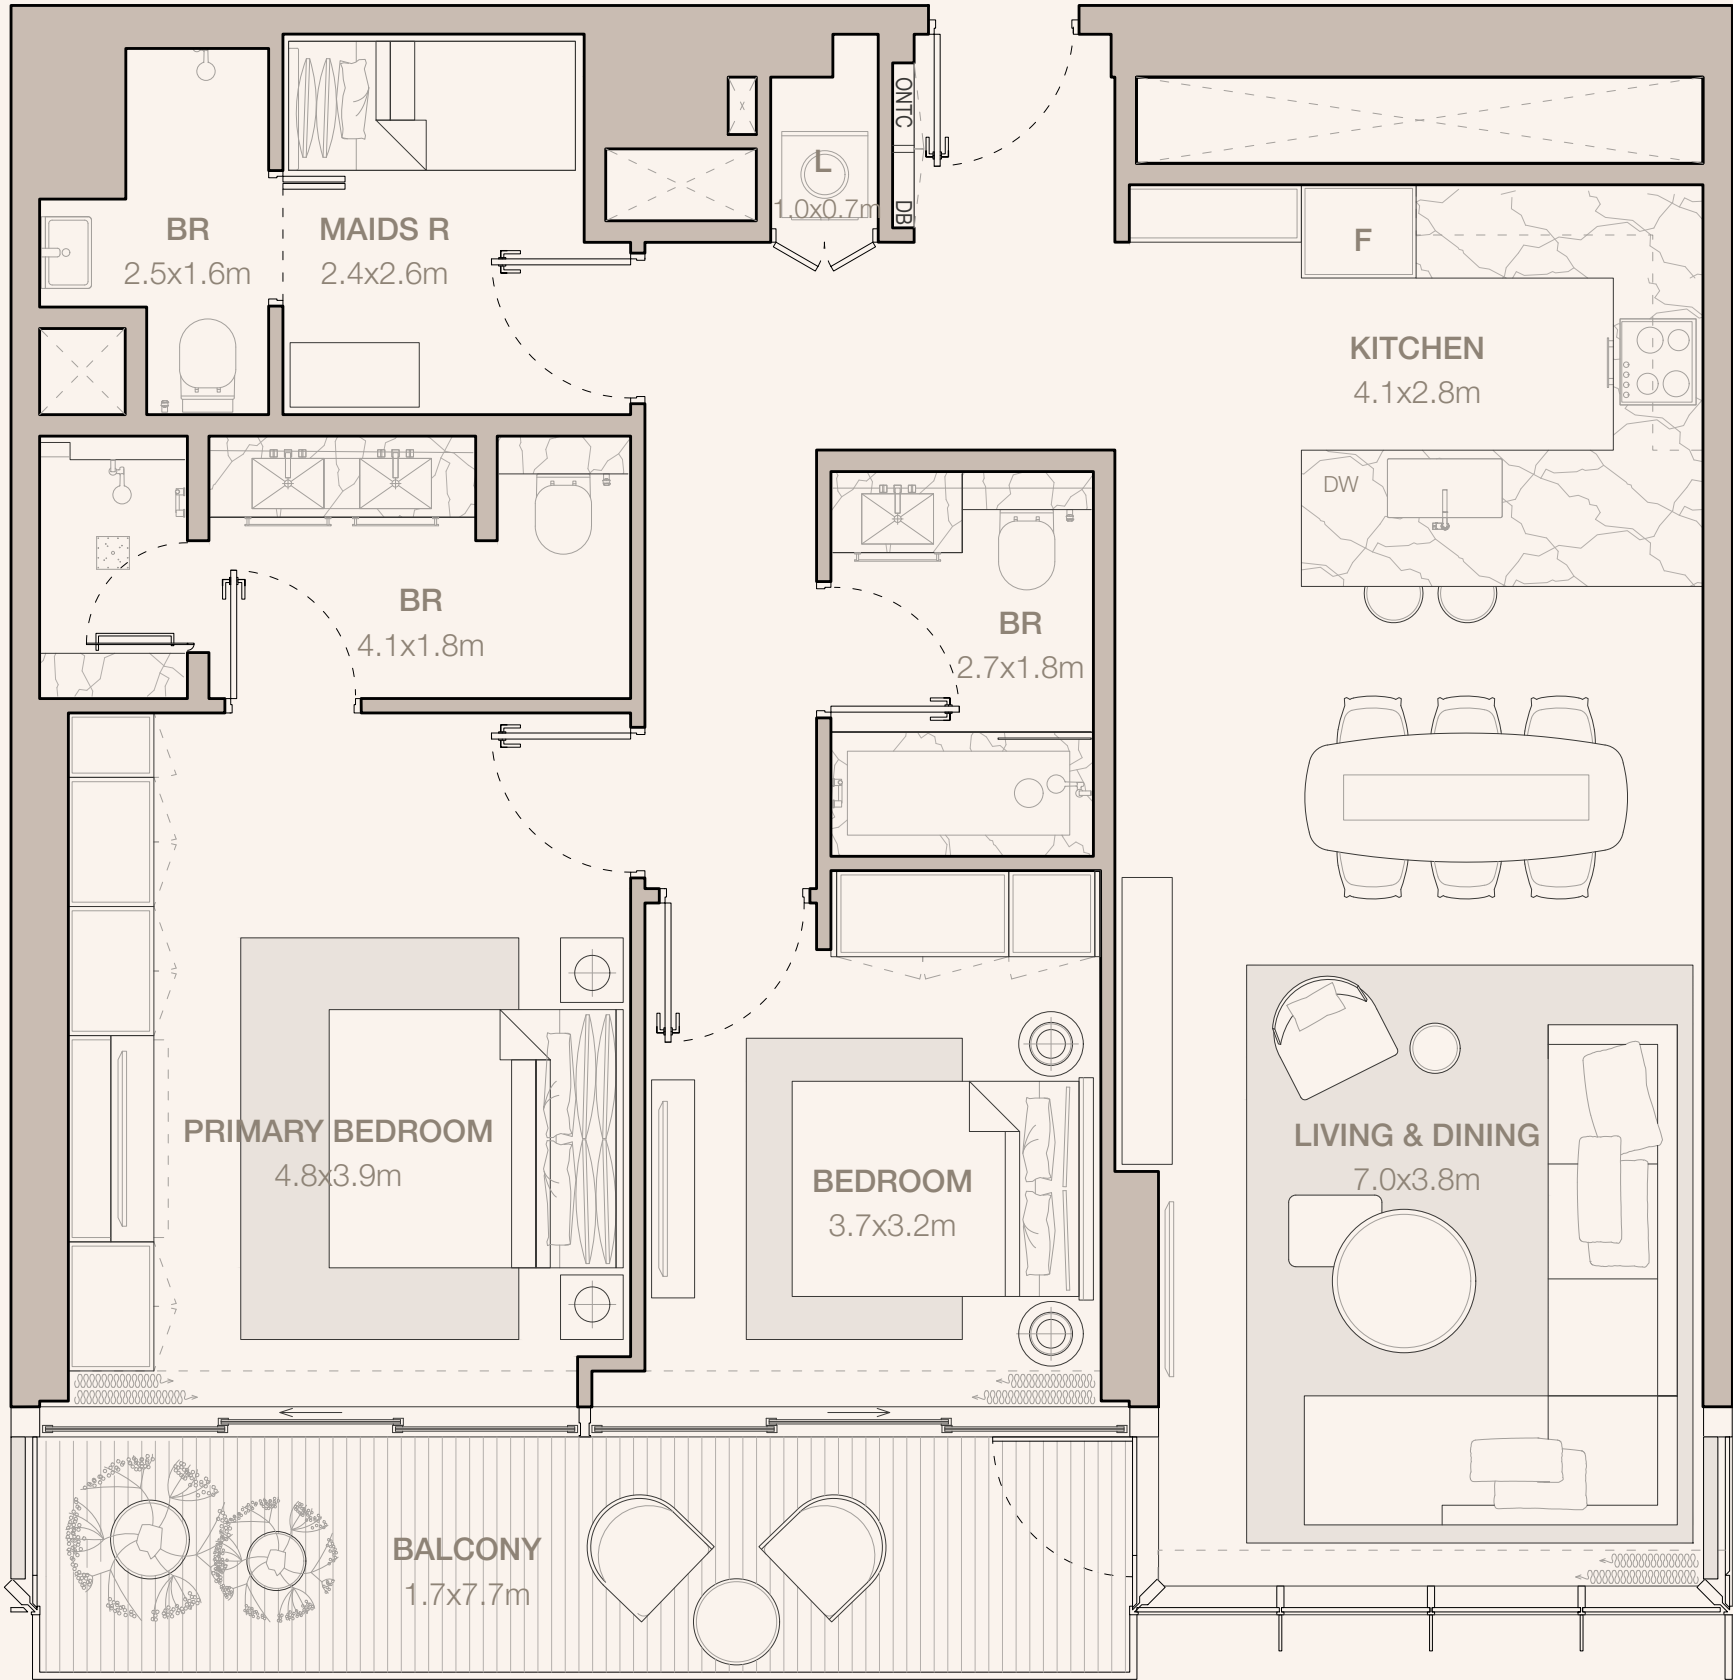 ONTC
L
1.0x0.7m
DB
BR
2.5x1.6m
MAIDS R
2.4x2.6m
F
KITCHEN
4.1x2.8m
DW
BR
4.1x1.8m
BR
2.7x1.8m
PRIMARY BEDROOM
4.8x3.9m
BEDROOM
3.7x3.2m
LIVING & DINING
7.0x3.8m
BALCONY
1.7x7.7m